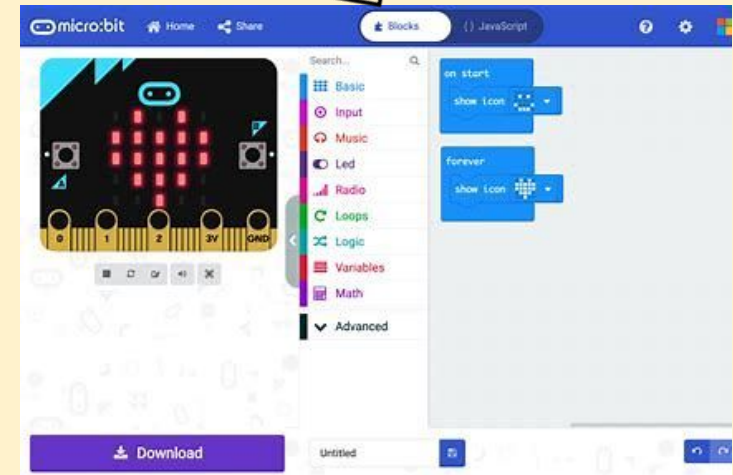 micro:bit Home Share Blocks {} JavaScript ?
Search...
Basic
Input
Music
Led
Radio
Loops
Logic
Variables
Math
Advanced
on start
show icon
forever
show icon
A
B
0 1 2 3V GND
Download
Untitled